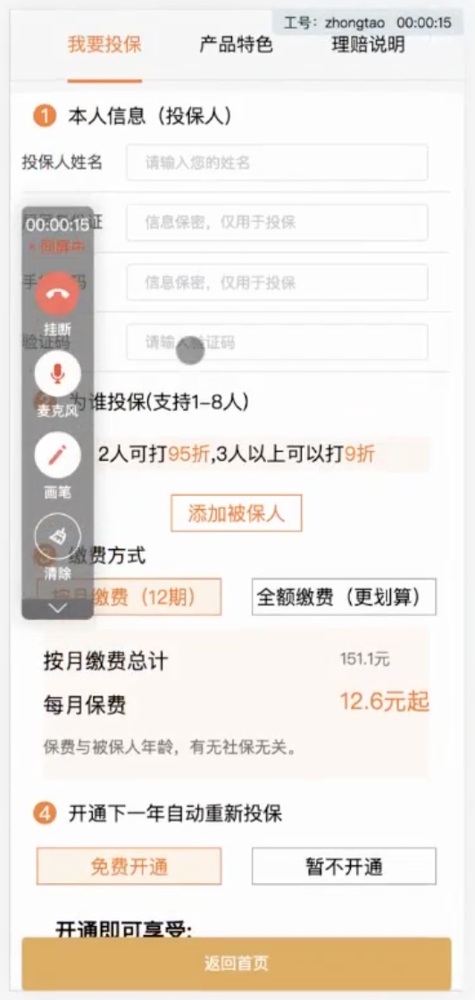 工号：zhongtao 00:00:15
我要投保 产品特色 理赔说明
1 本人信息（投保人）
投保人姓名 请输入您的姓名
证 信息保密，仅用于投保
00:00:15
同屏中
手 码 信息保密，仅用于投保
挂断
验证码 请输入验证码
麦克风
为谁投保(支持1–8人)
2人可打95折,3人以上可以打9折
画笔
添加被保人
缴费方式
清除
按月缴费（12期） 全额缴费（更划算）
按月缴费总计 151.1元
每月保费 12.6元起
保费与被保人年龄，有无社保无关。
4 开通下一年自动重新投保
免费开通 暂不开通
开通即可享受:
返回首页